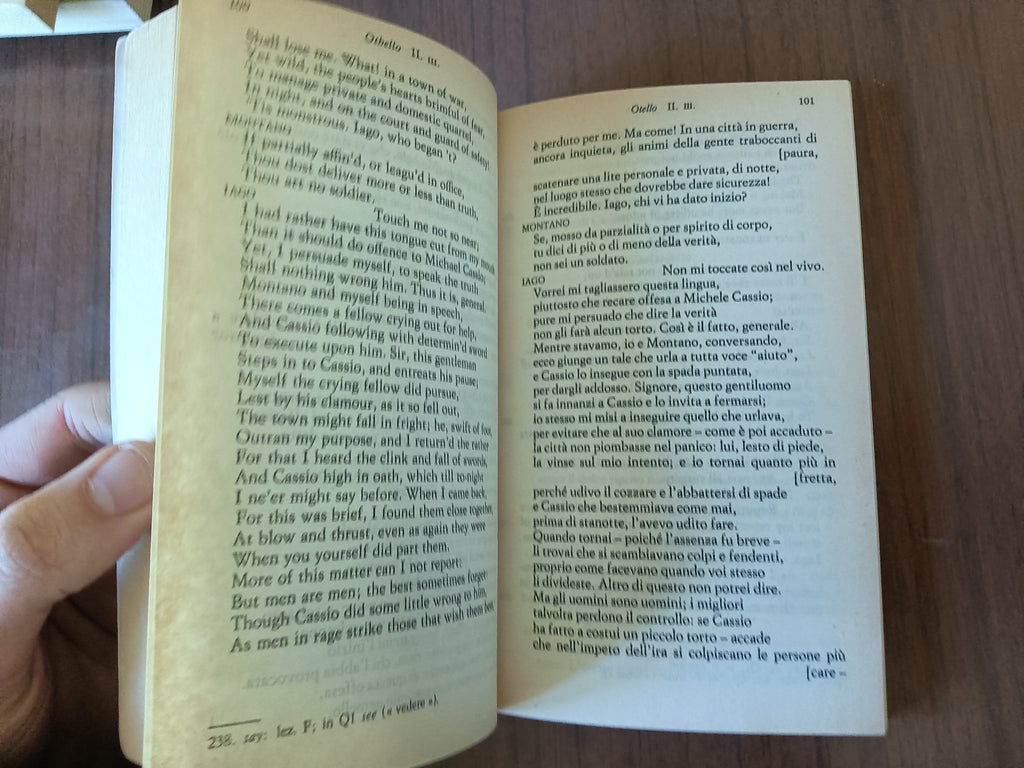 Othello II. iii.
Shall lose me. What! in a town of war,
Yet wild, the people's hearts brimful of fear,
To manage private and domestic quarrel,
In night, and on the court and guard of safety!
'Tis monstrous. Iago, who began 't?
MONTANO
If partially affin'd, or leagu'd in office,
Thou dost deliver more or less than truth,
Thou art no soldier.
IAGO
Touch me not so near;
I had rather have this tongue cut from my mouth
Than it should do offence to Michael Cassio;
Yet, I persuade myself, to speak the truth
Shall nothing wrong him. Thus it is, general.
Montano and myself being in speech,
There comes a fellow crying out for help,
And Cassio following with determin'd sword
To execute upon him. Sir, this gentleman
Steps in to Cassio, and entreats his pause;
Myself the crying fellow did pursue,
Lest by his clamour, as it so fell out,
The town might fall in fright; he, swift of foot,
Outran my purpose, and I return'd the rather
For that I heard the clink and fall of swords,
And Cassio high in oath, which till to-night
I ne'er might say before. When I came back,
For this was brief, I found them close together,
At blow and thrust, even as again they were
When you yourself did part them.
More of this matter can I not report:
But men are men; the best sometimes forget:
Though Cassio did some little wrong to him,
As men in rage strike those that wish them best,
238. say: lez. F; in Q1 see (« vedere »).
Otello II. iii. 101
è perduto per me. Ma come! In una città in guerra,
ancora inquieta, gli animi della gente traboccanti di
[paura,
scatenare una lite personale e privata, di notte,
nel luogo stesso che dovrebbe dare sicurezza!
È incredibile. Iago, chi vi ha dato inizio?
MONTANO
Se, mosso da parzialità o per spirito di corpo,
tu dici di più o di meno della verità,
non sei un soldato.
IAGO
Non mi toccate così nel vivo.
Vorrei mi tagliassero questa lingua,
piuttosto che recare offesa a Michele Cassio;
pure mi persuado che dire la verità
non gli farà alcun torto. Così è il fatto, generale.
Mentre stavamo, io e Montano, conversando,
ecco giunge un tale che urla a tutta voce "aiuto",
e Cassio lo insegue con la spada puntata,
per dargli addosso. Signore, questo gentiluomo
si fa innanzi a Cassio e lo invita a fermarsi;
io stesso mi misi a inseguire quello che urlava,
per evitare che al suo clamore – come è poi accaduto –
la città non piombasse nel panico: lui, lesto di piede,
la vinse sul mio intento; e io tornai quanto più in
[fretta,
perché udivo il cozzare e l'abbattersi di spade
e Cassio che bestemmiava come mai,
prima di stanotte, l'avevo udito fare.
Quando tornai – poiché l'assenza fu breve –
li trovai che si scambiavano colpi e fendenti,
proprio come facevano quando voi stesso
li divideste. Altro di questo non potrei dire.
Ma gli uomini sono uomini; i migliori
talvolta perdono il controllo: se Cassio
ha fatto a costui un piccolo torto – accade
che nell'impeto dell'ira si colpiscano le persone più
[care –